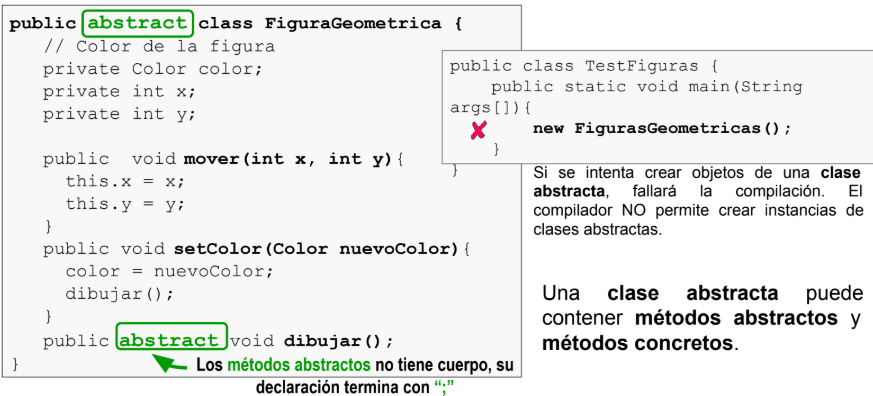 public abstract class FiguraGeometrica {
// Color de la figura
private Color color;
private int x;
private int y;
public void mover(int x, int y){
this.x = x;
this.y = y;
}
public void setColor(Color nuevoColor){
color = nuevoColor;
dibujar();
}
public abstract void dibujar();
}
Los métodos abstractos no tiene cuerpo, su
declaración termina con “;”
public class TestFiguras {
public static void main(String
args[]){
✘ new FigurasGeometricas();
}
}
Si se intenta crear objetos de una clase
abstracta, fallará la compilación. El
compilador NO permite crear instancias de
clases abstractas.
Una clase abstracta puede
contener métodos abstractos y
métodos concretos.